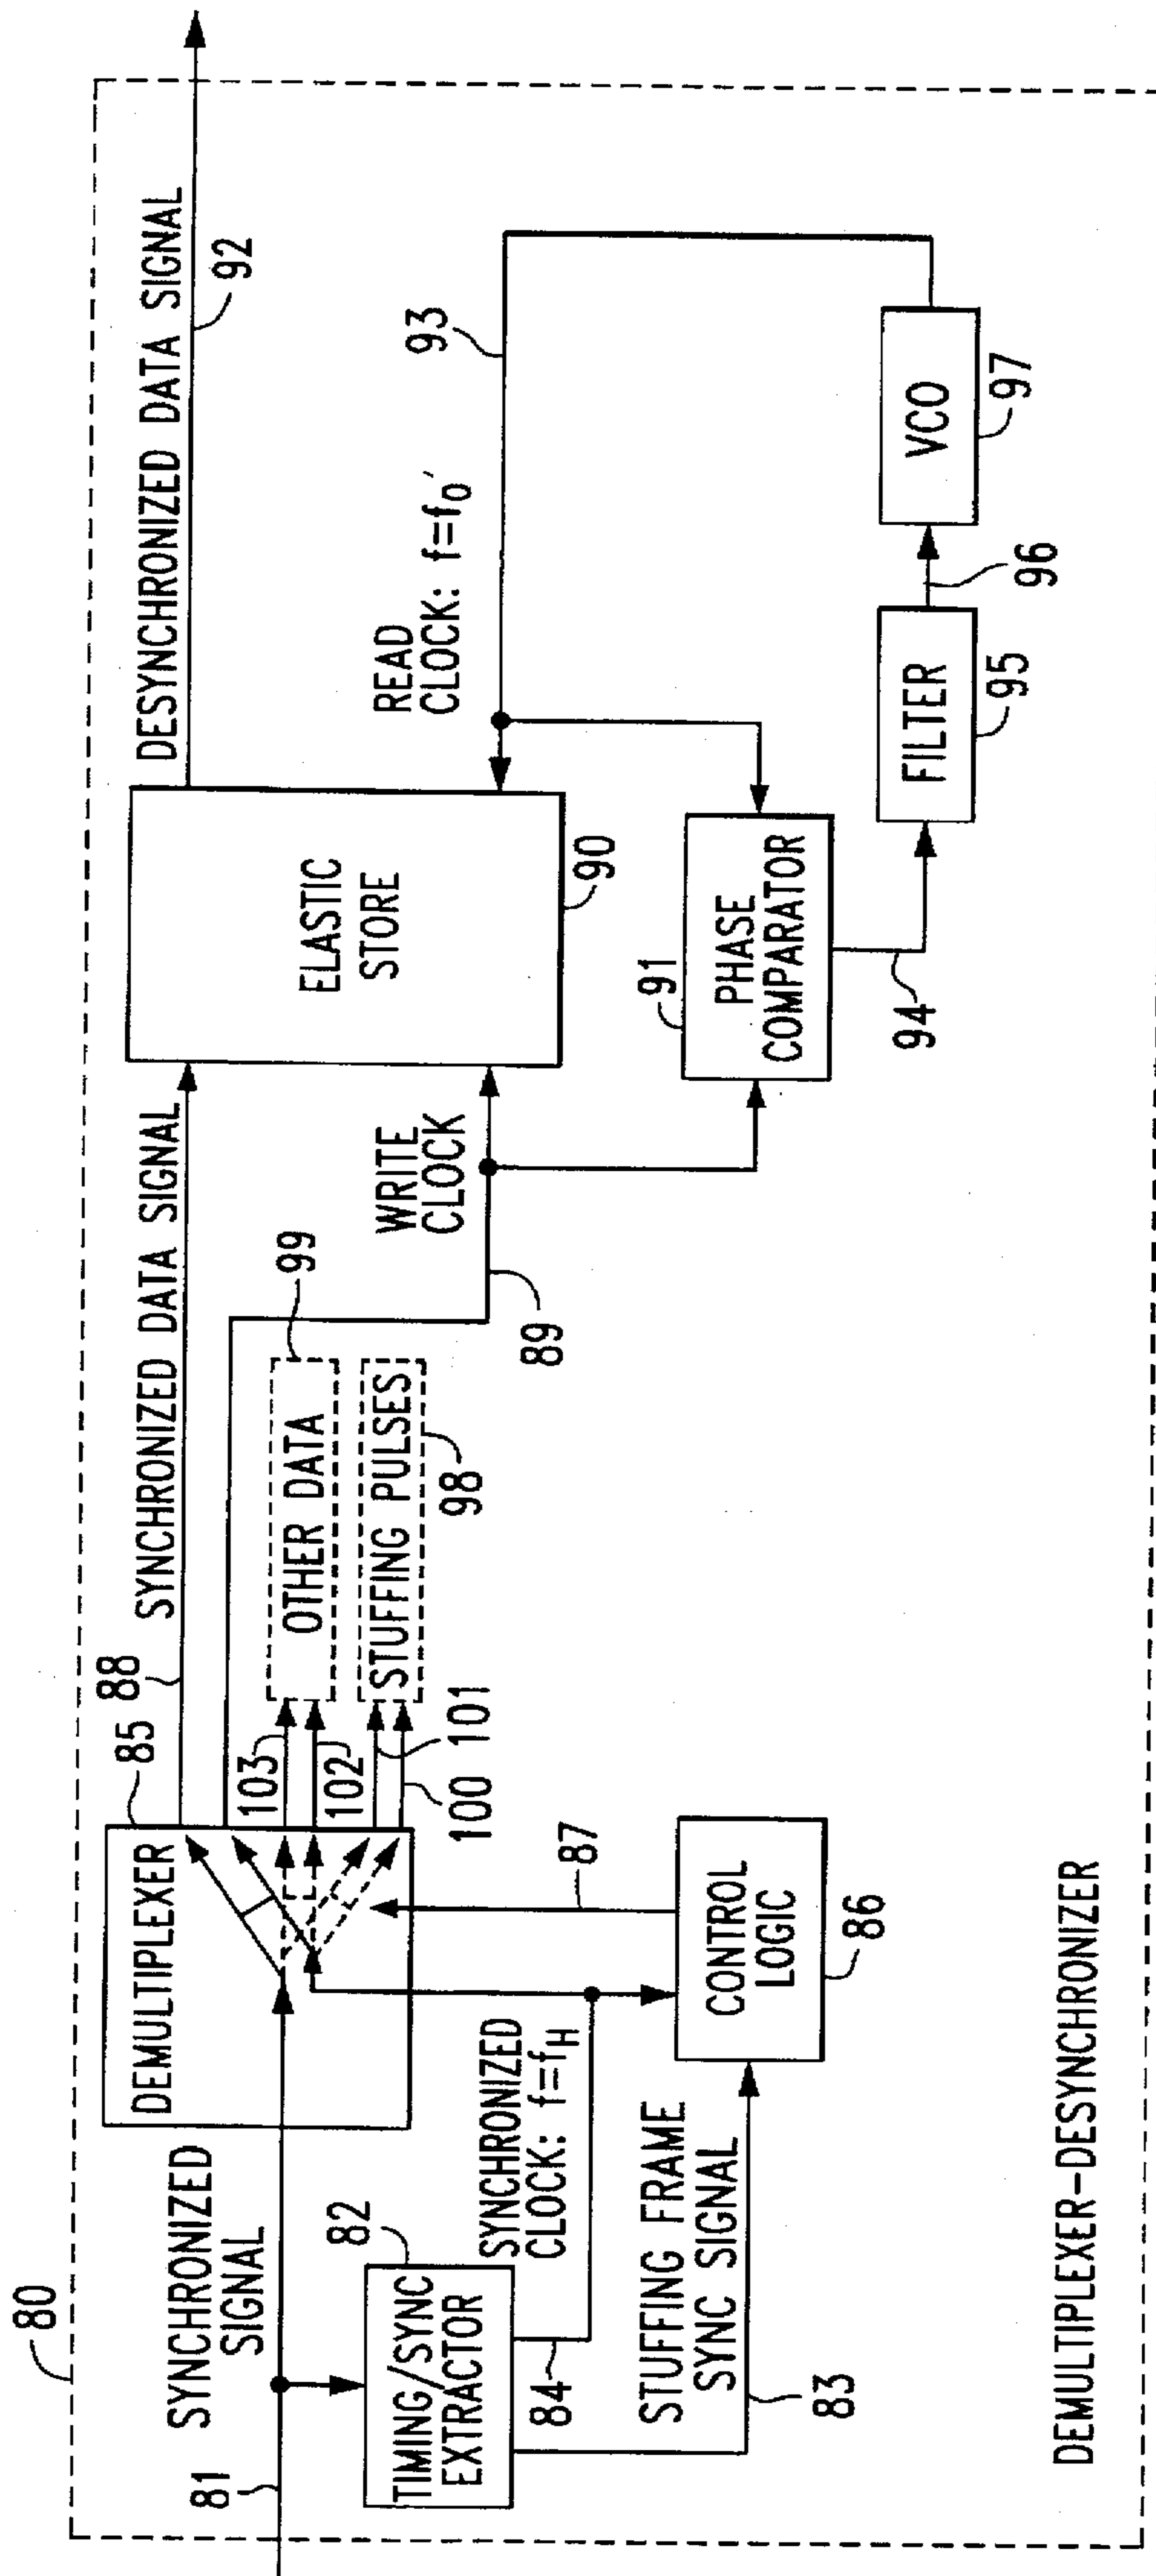 80
81
SYNCHRONIZED
SIGNAL
82
TIMING/SYNC
EXTRACTOR
84
SYNCHRONIZED
CLOCK: f=fH
STUFFING FRAME
SYNC SIGNAL
83
DEMULTIPLEXER
85
87
CONTROL
LOGIC
86
88
SYNCHRONIZED DATA SIGNAL
103
102
101
100
OTHER DATA
99
STUFFING PULSES
98
89
WRITE
CLOCK
ELASTIC
STORE
90
91
PHASE
COMPARATOR
94
READ
CLOCK: f=f0'
93
FILTER
95
96
VCO
97
DESYNCHRONIZED DATA SIGNAL
92
DEMULTIPLEXER-DESYNCHRONIZER